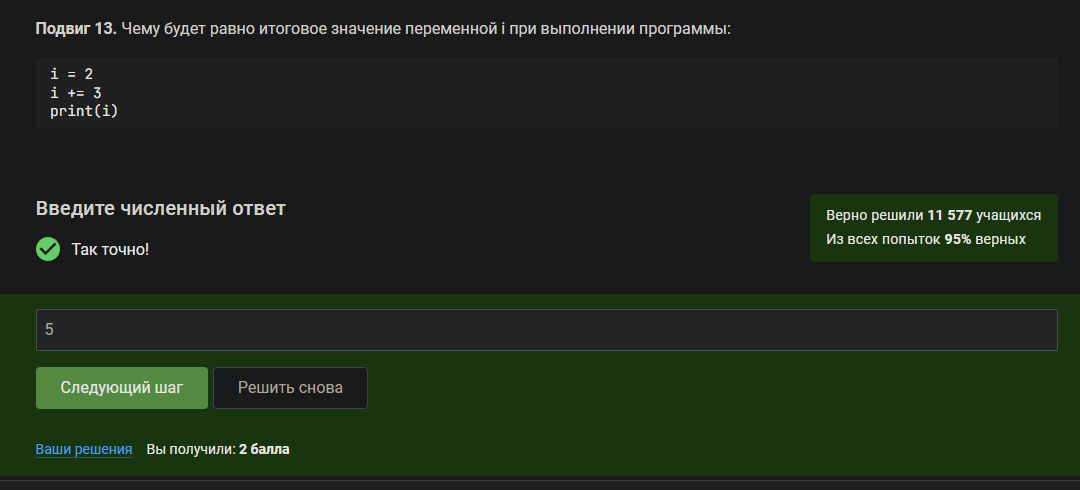 Подвиг 13. Чему будет равно итоговое значение переменной i при выполнении программы:
i = 2
i += 3
print(i)
Введите численный ответ
Так точно!
Верно решили 11 577 учащихся
Из всех попыток 95% верных
5
Следующий шаг
Решить снова
Ваши решения
Вы получили: 2 балла